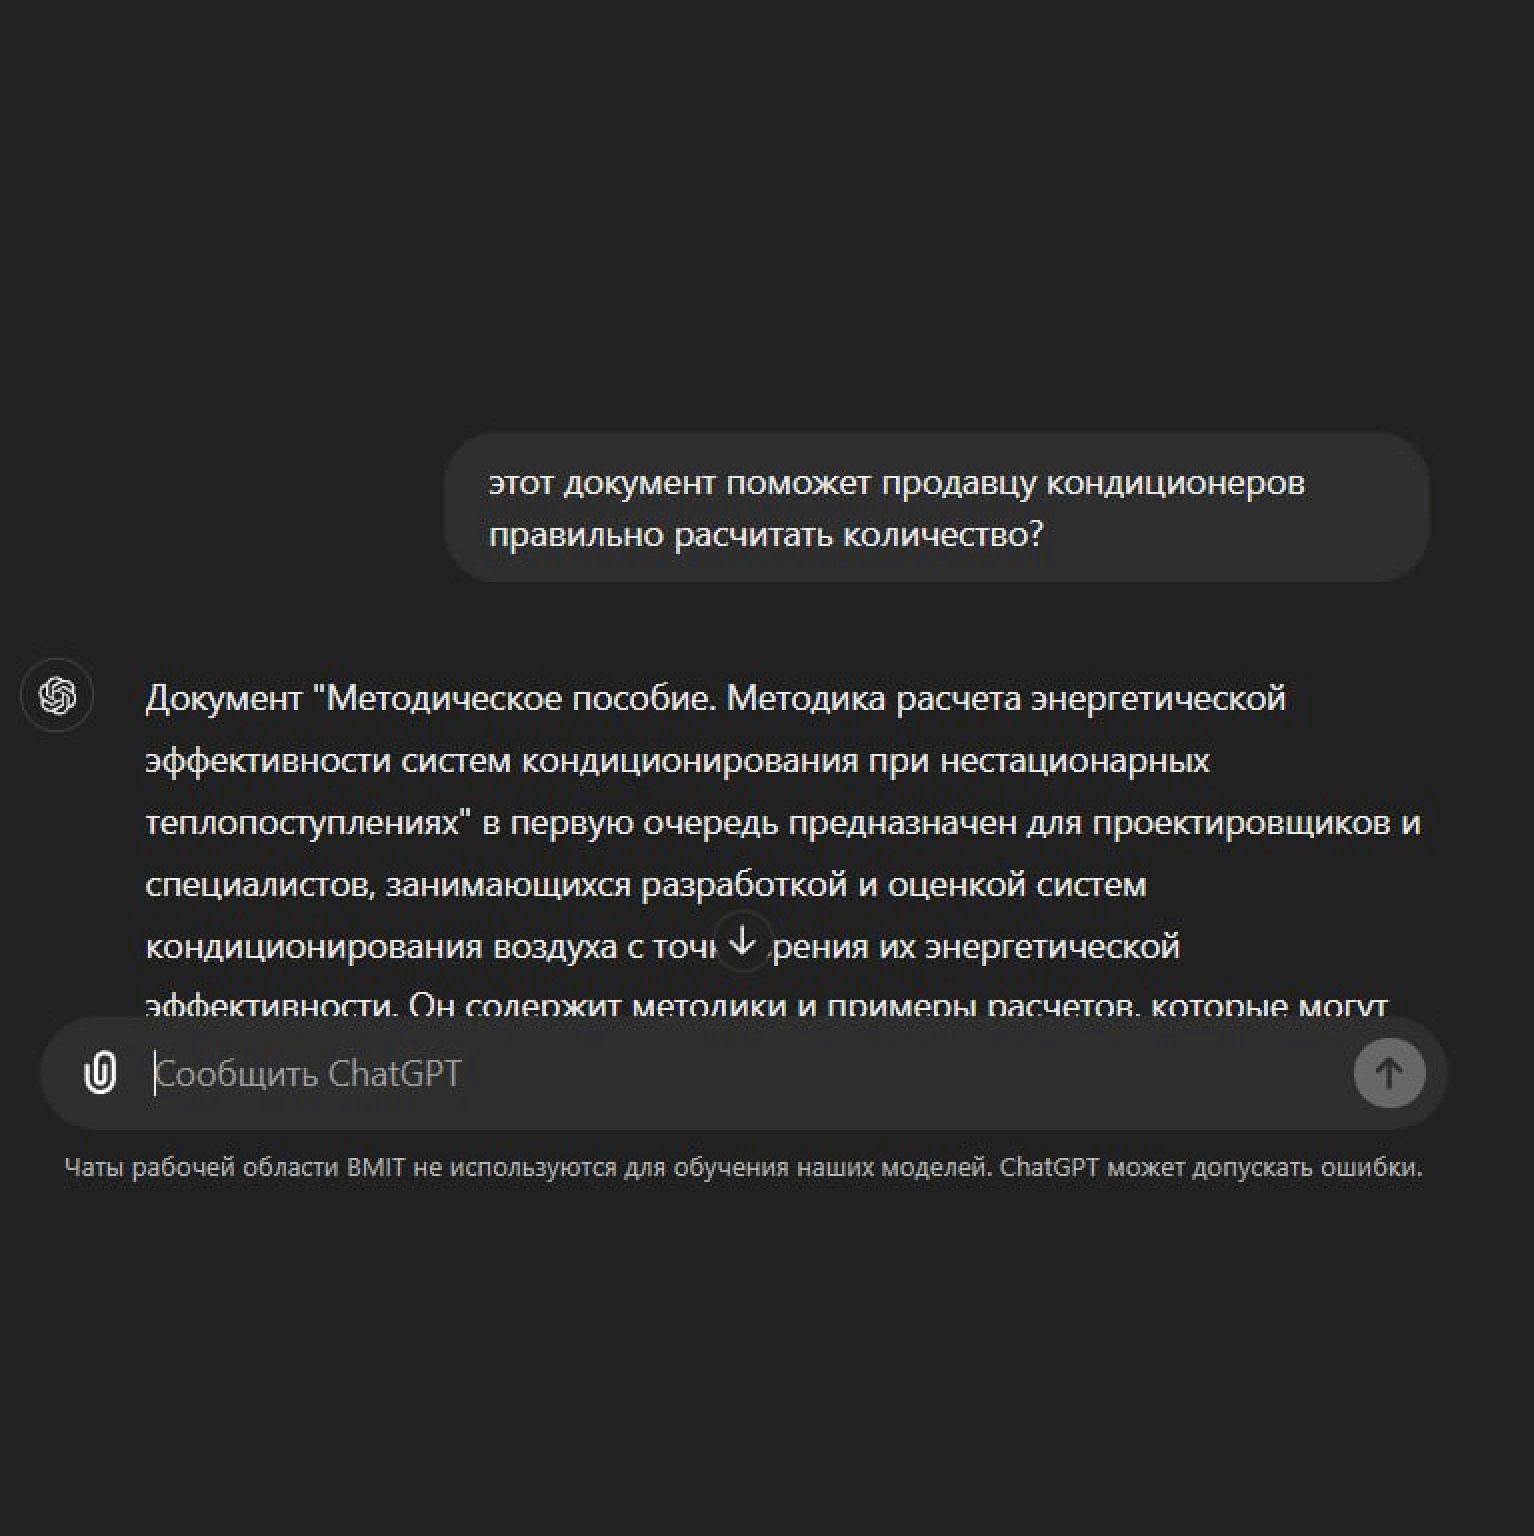 этот документ поможет продавцу кондиционеров
правильно расчитать количество?
Документ "Методическое пособие. Методика расчета энергетической
эффективности систем кондиционирования при нестационарных
теплопоступлениях" в первую очередь предназначен для проектировщиков и
специалистов, занимающихся разработкой и оценкой систем
кондиционирования воздуха с их энергетической
эффективности. Он содержит методики и примеры расчетов, которые могут
Сообщить ChatGPT
Чаты рабочей области BMIT не используются для обучения наших моделей. ChatGPT может допускать ошибки.